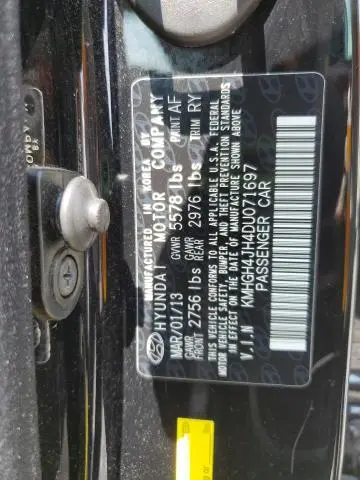 MANUFACTURED IN KOREA BY
HYUNDAI MOTOR COMPANY
MAR/01/13 GVWR 5578 lbs PAINT AF
GAWR FRONT 2756 lbs GAWR REAR 2976 lbs TRIM RY
THIS VEHICLE CONFORMS TO ALL APPLICABLE U.S. FEDERAL
MOTOR VEHICLE SAFETY, BUMPER, AND THEFT PREVENTION STANDARDS
IN EFFECT ON THE DATE OF MANUFACTURE SHOWN ABOVE
V.I.N KMHGH4JH4DU071697
PASSENGER CAR